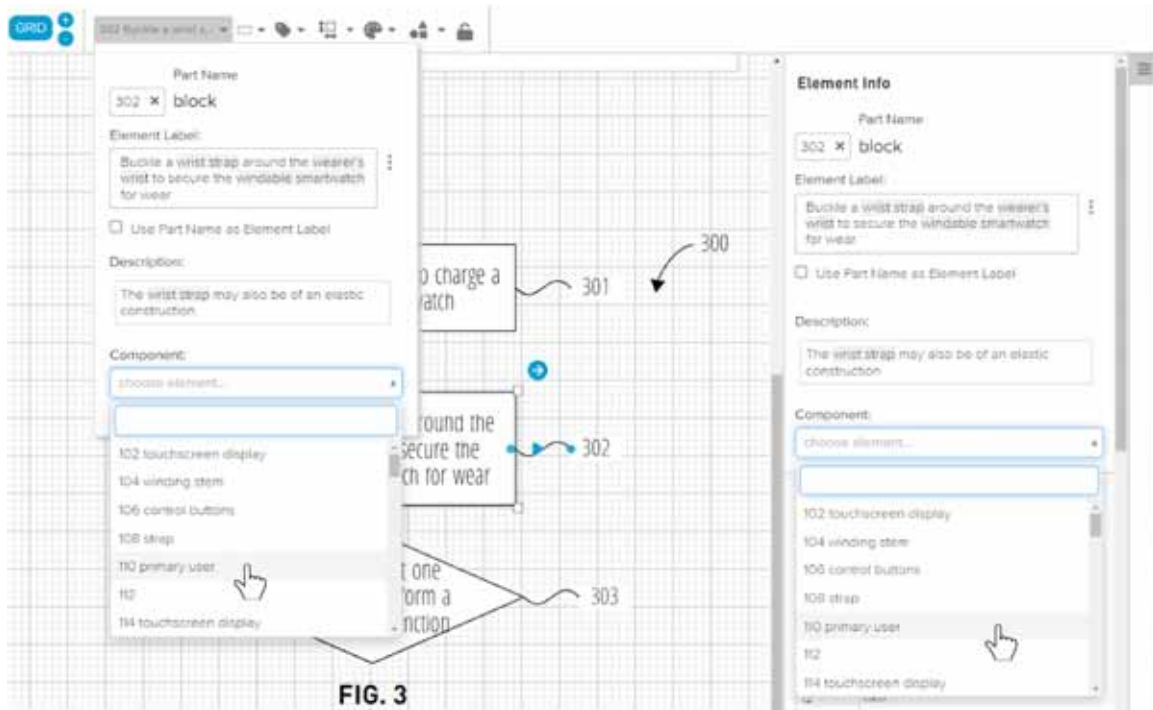 GRID
+
-
302 Buckle a wrist s...
Part Name
302 × block
Element Label:
Buckle a wrist strap around the wearer's
wrist to secure the windable smartwatch
for wear
Use Part Name as Element Label
Description:
The wrist strap may also be of an elastic
construction
Component:
choose element...
102 touchscreen display
104 winding stem
106 control buttons
108 strap
110 primary user
112
114 touchscreen display
o charge a
atch
301
300
round the
secure the
ch for wear
302
t one
form a
nction
303
FIG. 3
Element Info
Part Name
302 × block
Element Label:
Buckle a wrist strap around the wearer's
wrist to secure the windable smartwatch
for wear
Use Part Name as Element Label
Description:
The wrist strap may also be of an elastic
construction
Component:
choose element...
102 touchscreen display
104 winding stem
106 control buttons
108 strap
110 primary user
112
114 touchscreen display